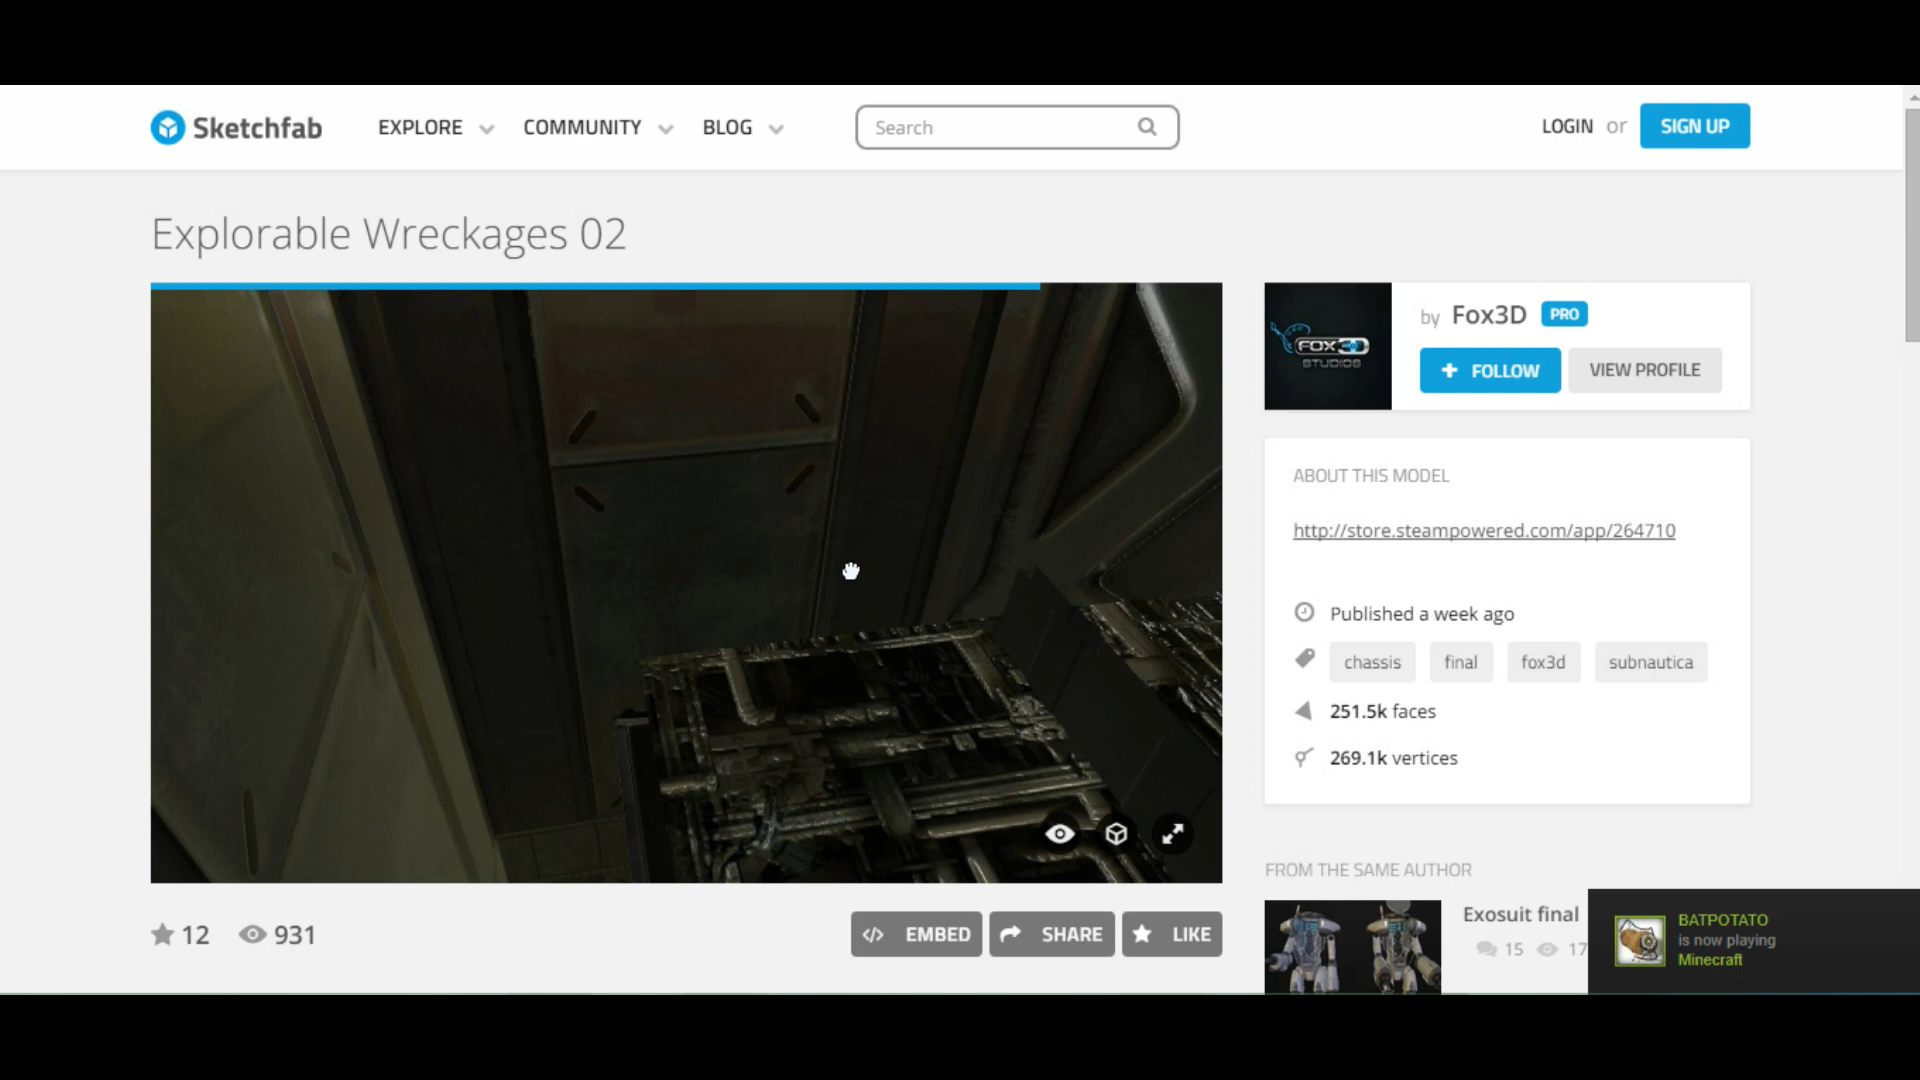 Sketchfab EXPLORE COMMUNITY BLOG Search LOGIN or SIGN UP
Explorable Wreckages 02
FOX3D
STUDIOS
by Fox3D PRO
FOLLOW VIEW PROFILE
ABOUT THIS MODEL
http://store.steampowered.com/app/264710
Published a week ago
chassis final fox3d subnautica
251.5k faces
269.1k vertices
FROM THE SAME AUTHOR
12 931 EMBED SHARE LIKE
Exosuit final
15 17
BATPOTATO
is now playing
Minecraft